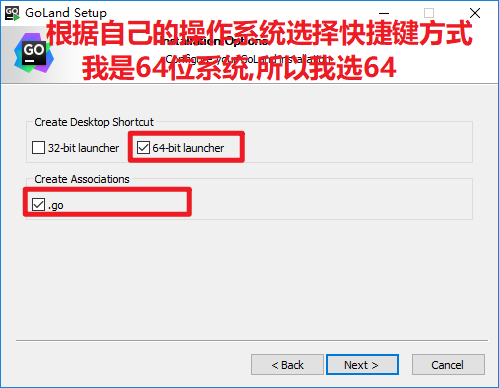 GoLand Setup
根据自己的操作系统选择快捷键方式
Installation Options
Configure your GoLand installation
我是64位系统,所以我选64
GO
Create Desktop Shortcut
32-bit launcher
64-bit launcher
Create Associations
.go
< Back
Next >
Cancel